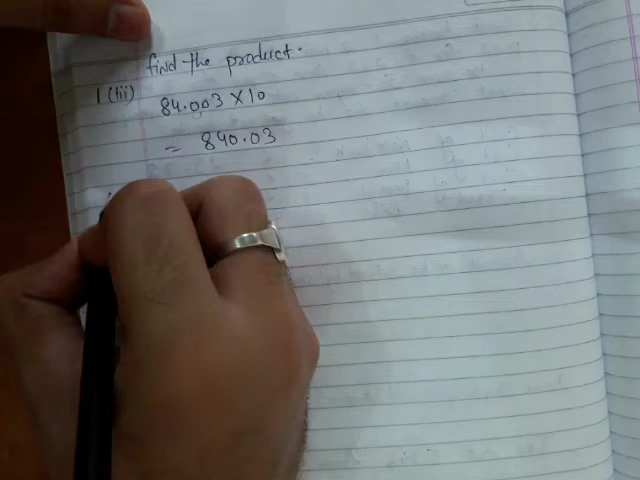 find the product.
1 (iii) 84.003 × 10
= 840.03